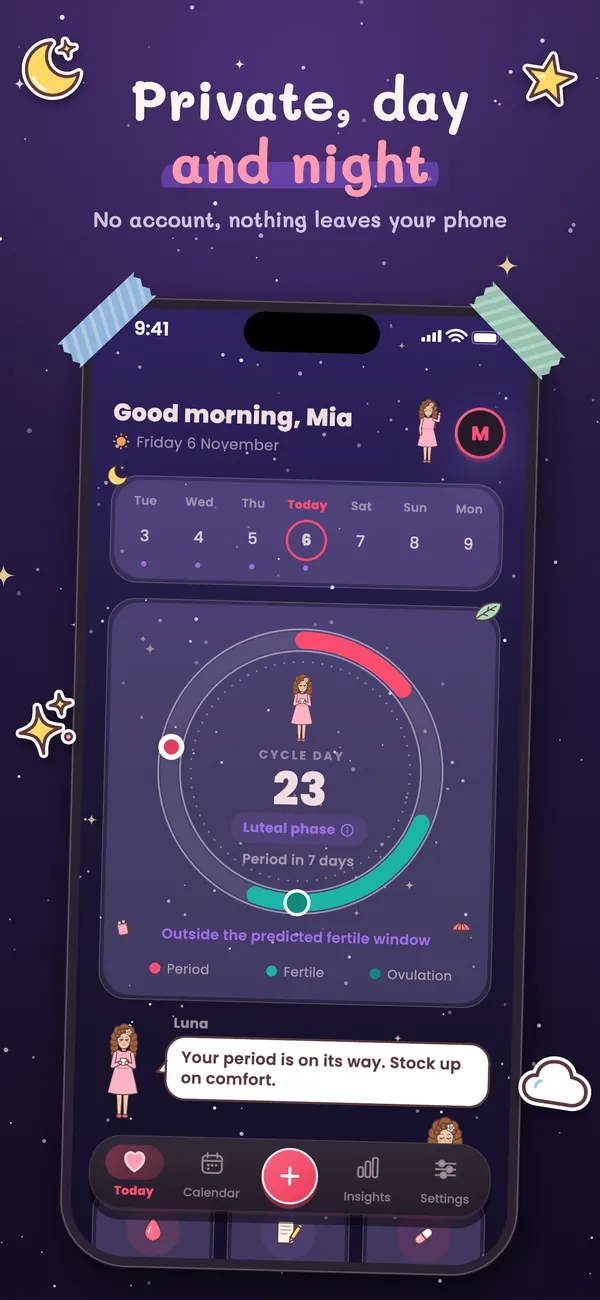 Private, day
and night
No account, nothing leaves your phone
9:41
Good morning, Mia
M
Friday 6 November
Tue Wed Thu Today Sat Sun Mon
3 4 5 6 7 8 9
CYCLE DAY
23
Luteal phase
Period in 7 days
Outside the predicted fertile window
Period Fertile Ovulation
Luna
Your period is on its way. Stock up
on comfort.
Today Calendar + Insights Settings